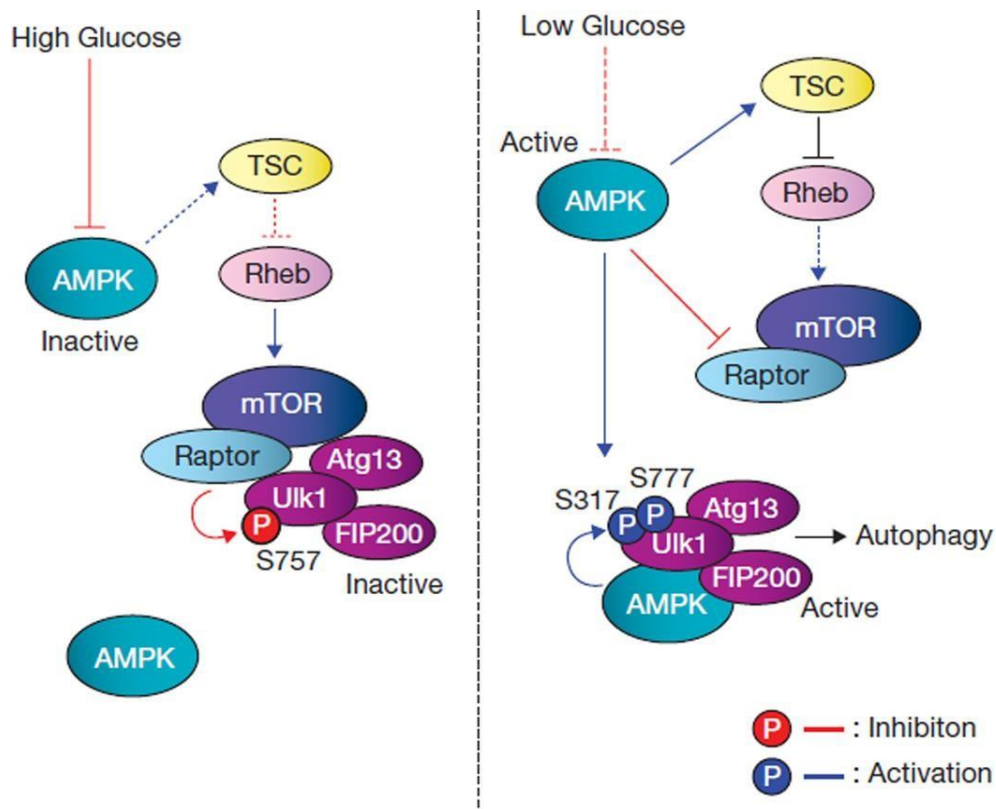 High Glucose
TSC
AMPK
Rheb
Inactive
mTOR
Raptor
Atg13
Ulk1
P
FIP200
S757
Inactive
AMPK
Low Glucose
TSC
Active
AMPK
Rheb
mTOR
Raptor
S777
S317
P
P
Atg13
Ulk1
Autophagy
FIP200
AMPK
Active
P : Inhibiton
P : Activation